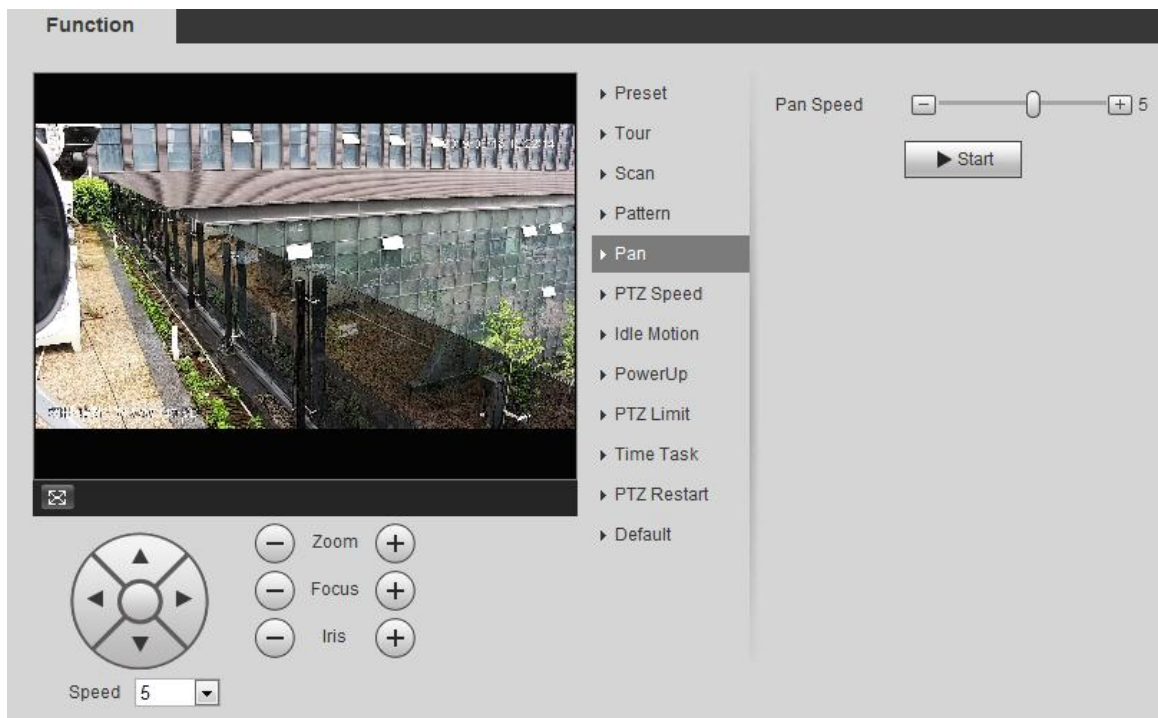 Function
Preset
Tour
Scan
Pattern
Pan
PTZ Speed
Idle Motion
PowerUp
PTZ Limit
Time Task
PTZ Restart
Default
Pan Speed 5
Start
Zoom
Focus
Iris
Speed 5